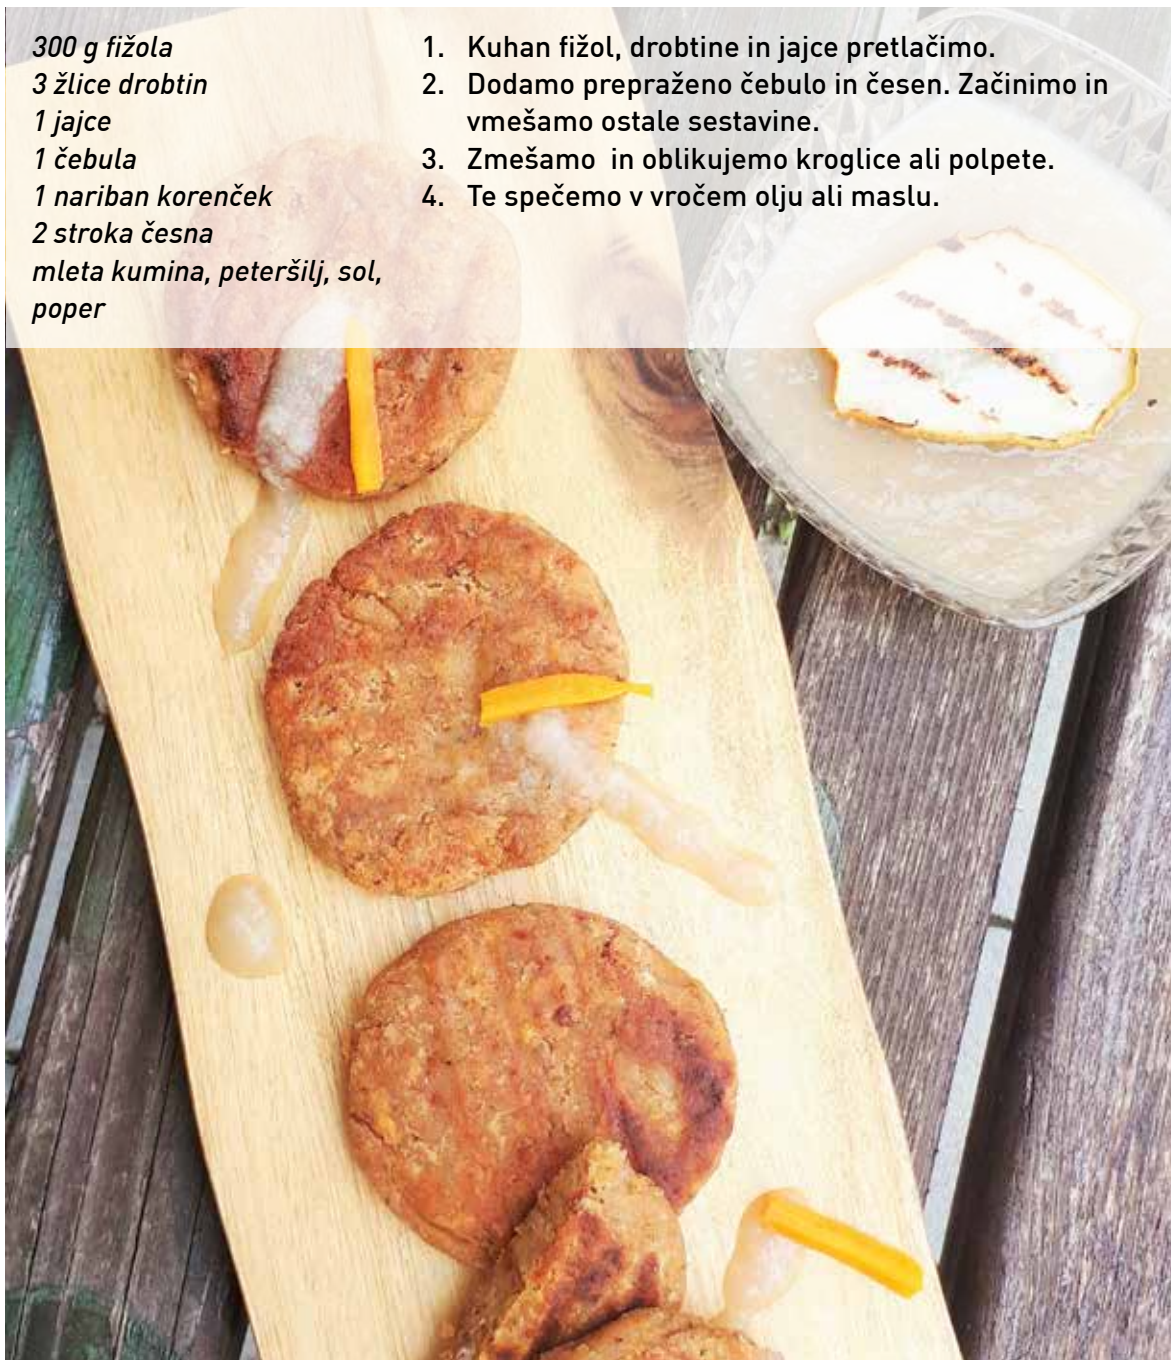 300 g fižola
3 žlice drobtin
1 jajce
1 čebula
1 nariban korenček
2 stroka česna
mleta kumina, peteršilj, sol,
poper
1. Kuhan fižol, drobtine in jajce pretlačimo.
2. Dodamo prepraženo čebulo in česen. Začinimo in
vmešamo ostale sestavine.
3. Zmešamo  in oblikujemo kroglice ali polpete.
4. Te spečemo v vročem olju ali maslu.